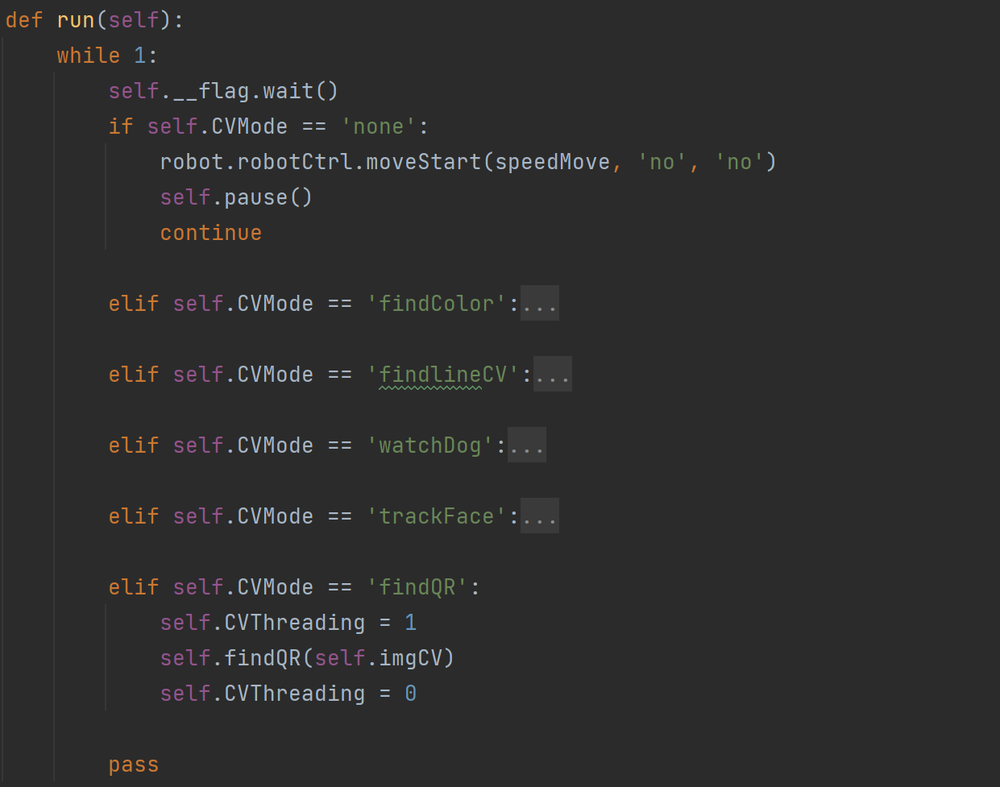 def run(self):
    while 1:
        self.__flag.wait()
        if self.CVMode == 'none':
            robot.robotCtrl.moveStart(speedMove, 'no', 'no')
            self.pause()
            continue

        elif self.CVMode == 'findColor':...

        elif self.CVMode == 'findlineCV':...

        elif self.CVMode == 'watchDog':...

        elif self.CVMode == 'trackFace':...

        elif self.CVMode == 'findQR':
            self.CVThreading = 1
            self.findQR(self.imgCV)
            self.CVThreading = 0

        pass